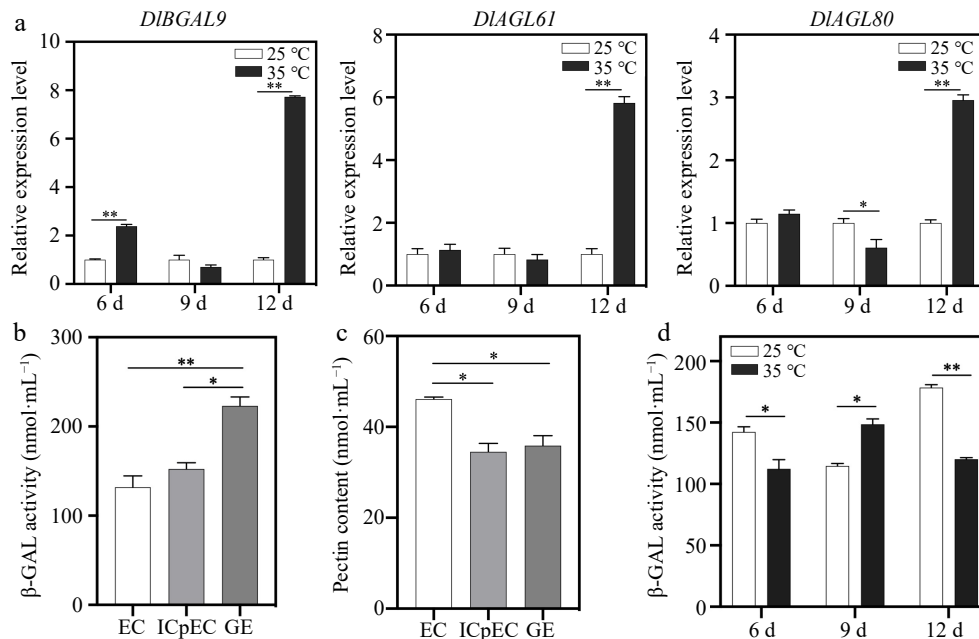 a
DlBGAL9
DlAGL61
DlAGL80
Relative expression level
10
8
6
4
2
0
25 ℃
35 ℃
**
**
6 d
9 d
12 d
Relative expression level
8
6
4
2
0
25 ℃
35 ℃
**
6 d
9 d
12 d
Relative expression level
4
3
2
1
0
25 ℃
35 ℃
*
**
6 d
9 d
12 d
b
β-GAL activity (nmol·mL⁻¹)
300
200
100
0
**
*
EC
ICpEC
GE
c
Pectin content (nmol·mL⁻¹)
60
40
20
0
*
*
EC
ICpEC
GE
d
β-GAL activity (nmol·mL⁻¹)
200
150
100
50
0
25 ℃
35 ℃
*
*
**
6 d
9 d
12 d